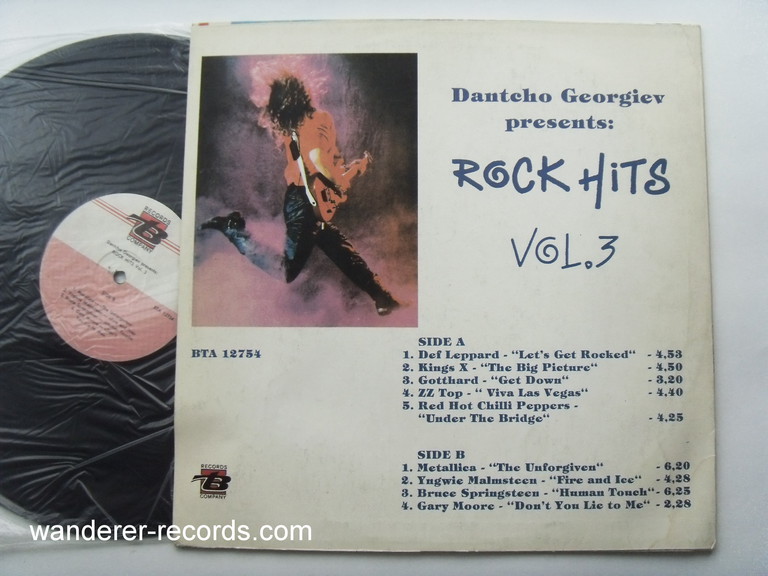 Dantcho Georgiev
presents:
ROCK HiTS
VOL.3
BTA 12754
SIDE A
1. Def Leppard - "Let's Get Rocked" - 4,53
2. Kings X - "The Big Picture" - 4.50
3. Gotthard - "Get Down" - 3,20
4. ZZ Top - " Viva Las Vegas" - 4,40
5. Red Hot Chilli Peppers -
"Under The Bridge" - 4.25
SIDE B
1. Metallica - "The Unforgiven" - 6,20
2. Yngwie Malmsteen - "Fire and Ice" - 4,28
3. Bruce Springsteen - "Human Touch" - 6,25
4. Gary Moore - "Don't You Lie to Me" - 2,28
RECORDS
COMPANY
RECORDS
COMPANY
wanderer-records.com